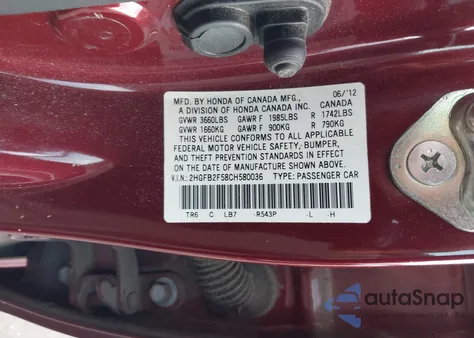 MFD. BY HONDA OF CANADA MFG., 06/'12
A DIVISION OF HONDA CANADA INC. CANADA
GVWR 3660LBS GAWR F 1985LBS R 1742LBS
GVWR 1660KG GAWR F 900KG R 790KG
THIS VEHICLE CONFORMS TO ALL APPLICABLE
FEDERAL MOTOR VEHICLE SAFETY, BUMPER,
AND THEFT PREVENTION STANDARDS IN EFFECT
ON THE DATE OF MANUFACTURE SHOWN ABOVE.
V.I.N.: 2HGFB2F58CH580036 TYPE: PASSENGER CAR
TR6 C LB7 -R543P -L -H
autoSnap